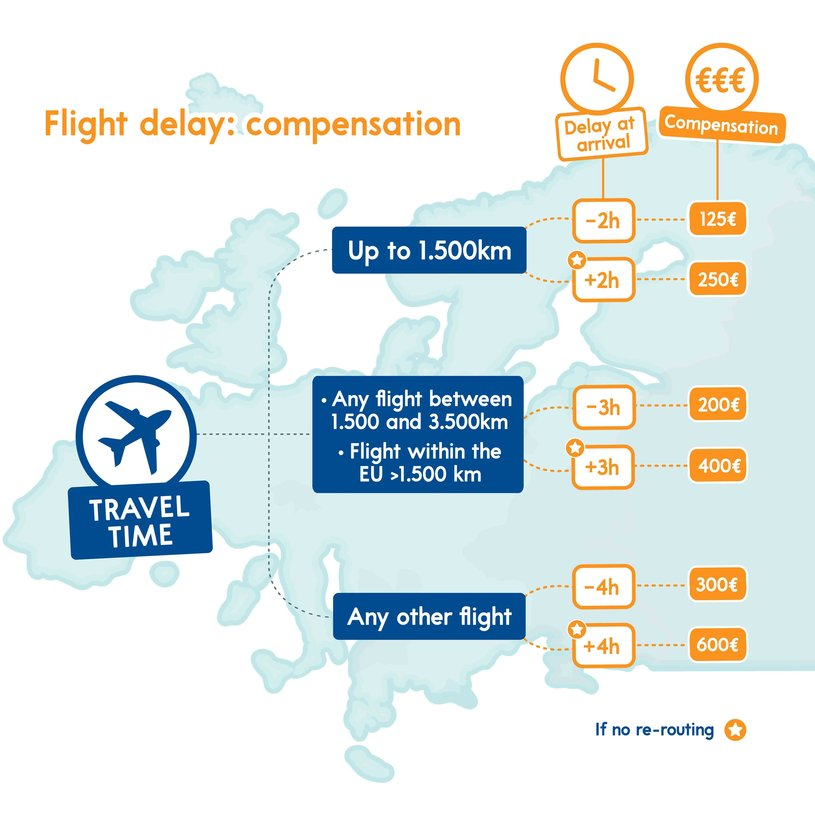 Flight delay: compensation
€€€
Delay at
arrival
Compensation
Up to 1.500km
-2h
125€
+2h
250€
• Any flight between
1.500 and 3.500km
• Flight within the
EU >1.500 km
-3h
200€
+3h
400€
TRAVEL
TIME
Any other flight
-4h
300€
+4h
600€
If no re-routing